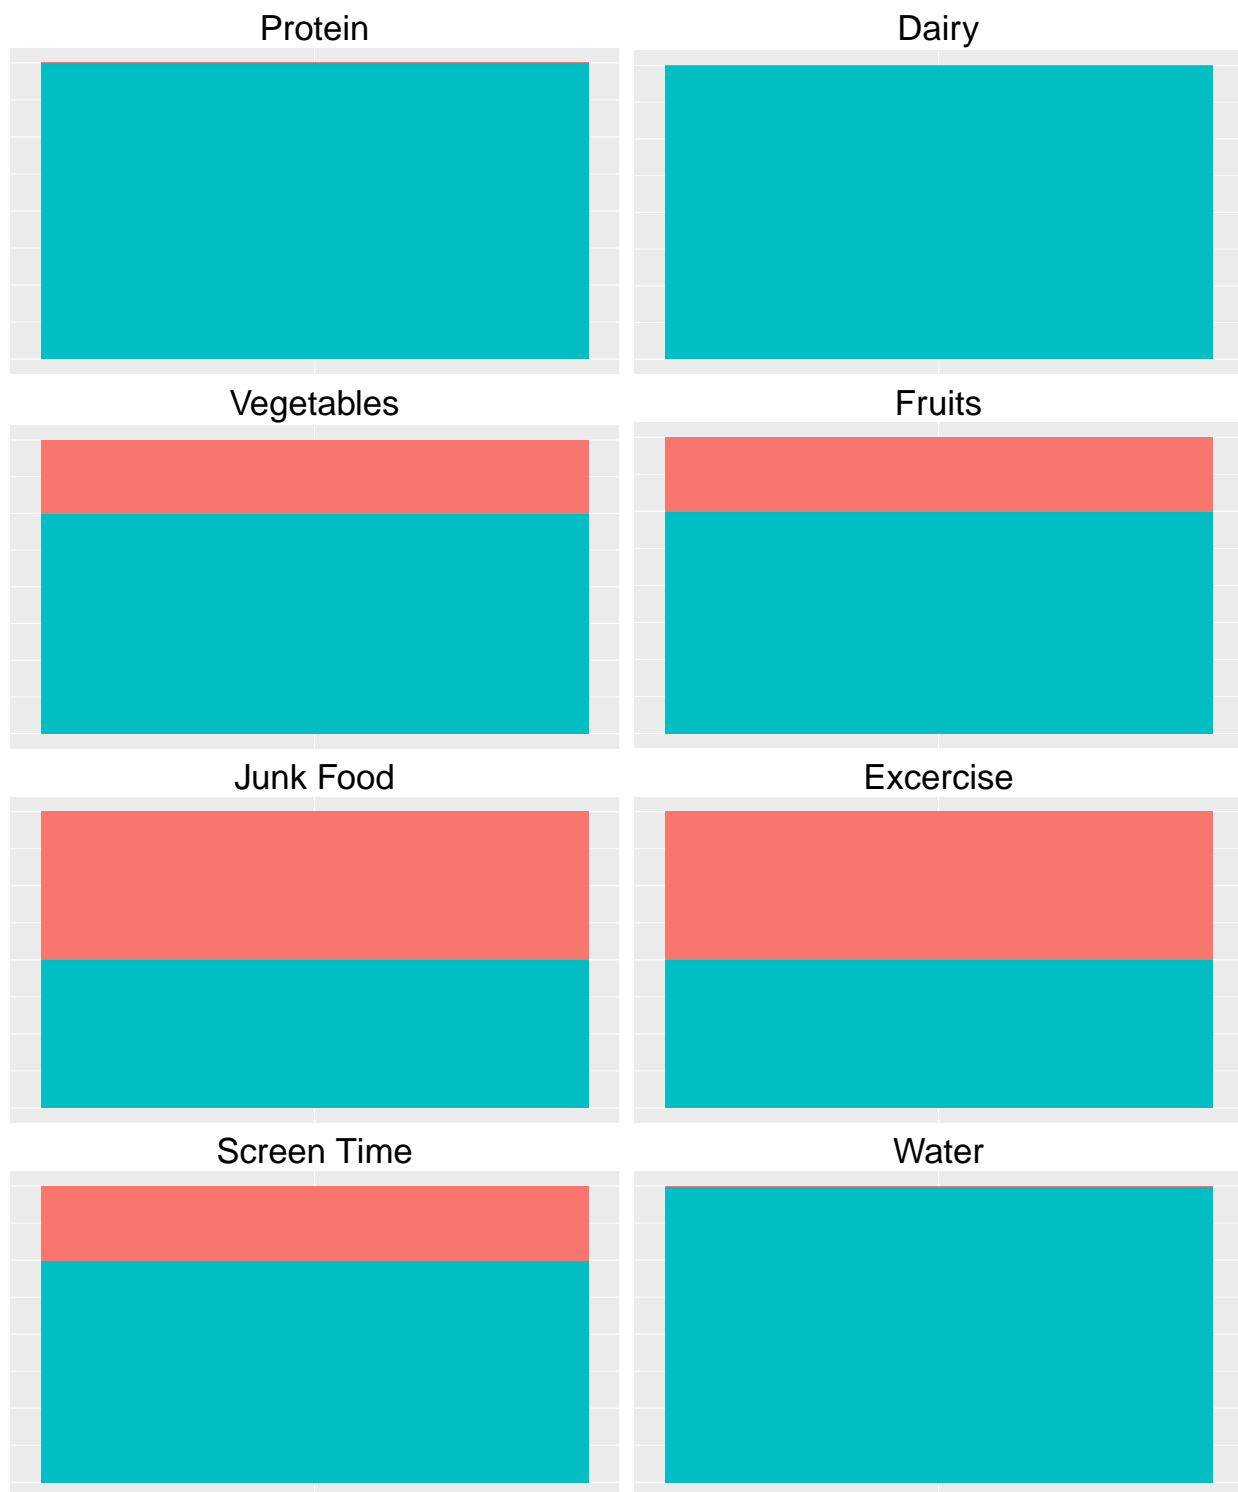 Protein
Dairy
Vegetables
Fruits
Junk Food
Excercise
Screen Time
Water